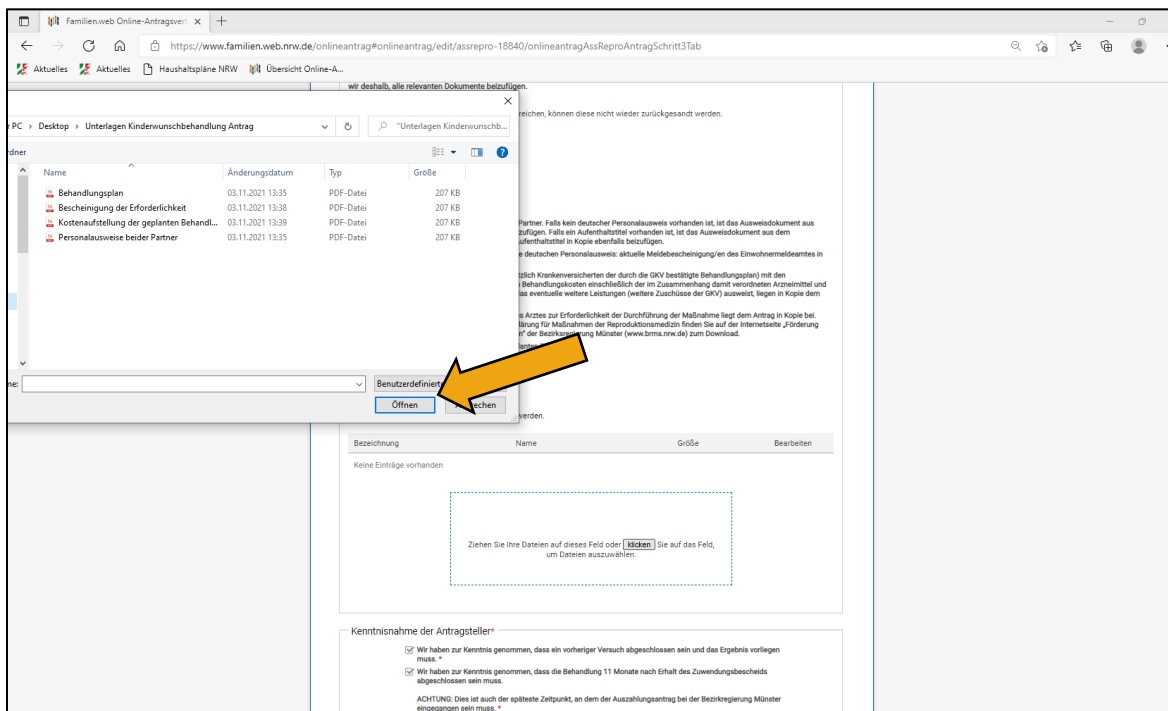 Familien.web Online-Antragsverf
https://www.familien.web.nrw.de/onlineantrag#onlineantrag/edit/assrepro-18840/onlineantragAssReproAntragSchritt3Tab
Aktuelles Aktuelles Haushaltspläne NRW Übersicht Online-A...
wir deshalb, alle relevanten Dokumente beizufügen.
reichen, können diese nicht wieder zurückgesandt werden.
PC > Desktop > Unterlagen Kinderwunschbehandlung Antrag "Unterlagen Kinderwunschb...
rdner
Name Änderungsdatum Typ Größe
Behandlungsplan 03.11.2021 13:35 PDF-Datei 207 KB
Bescheinigung der Erforderlichkeit 03.11.2021 13:38 PDF-Datei 207 KB
Kostenaufstellung der geplanten Behandl... 03.11.2021 13:39 PDF-Datei 207 KB
Personalausweise beider Partner 03.11.2021 13:35 PDF-Datei 207 KB
Partner. Falls kein deutscher Personalausweis vorhanden ist, ist das Ausweisdokument aus
zufügen. Falls ein Aufenthaltstitel vorhanden ist, ist das Ausweisdokument aus dem
ufenthaltstitel in Kopie ebenfalls beizufügen.
e deutschen Personalausweis: aktuelle Meldebescheinigung/en des Einwohnermeldeamtes in
tzlich Krankenversicherten der durch die GKV bestätigte Behandlungsplan) mit den
Behandlungskosten einschließlich der im Zusammenhang damit verordneten Arzneimittel und
das eventuelle weitere Leistungen (weitere Zuschüsse der GKV) ausweist, liegen in Kopie dem
s Arztes zur Erforderlichkeit der Durchführung der Maßnahme liegt dem Antrag in Kopie bei.
lärung für Maßnahmen der Reproduktionsmedizin finden Sie auf der Internetseite „Förderung
n" der Bezirksregierung Münster (www.brms.nrw.de) zum Download.
lanten
me: Benutzerdefinierte
Öffnen echen
werden.
Bezeichnung Name Größe Bearbeiten
Keine Einträge vorhanden
Ziehen Sie Ihre Dateien auf dieses Feld oder klicken Sie auf das Feld,
um Dateien auszuwählen.
Kenntnisnahme der Antragsteller*
Wir haben zur Kenntnis genommen, dass ein vorheriger Versuch abgeschlossen sein und das Ergebnis vorliegen
muss. *
Wir haben zur Kenntnis genommen, dass die Behandlung 11 Monate nach Erhalt des Zuwendungsbescheids
abgeschlossen sein muss.
ACHTUNG: Dies ist auch der späteste Zeitpunkt, an dem der Auszahlungsantrag bei der Bezirkregierung Münster
eingegangen sein muss. *